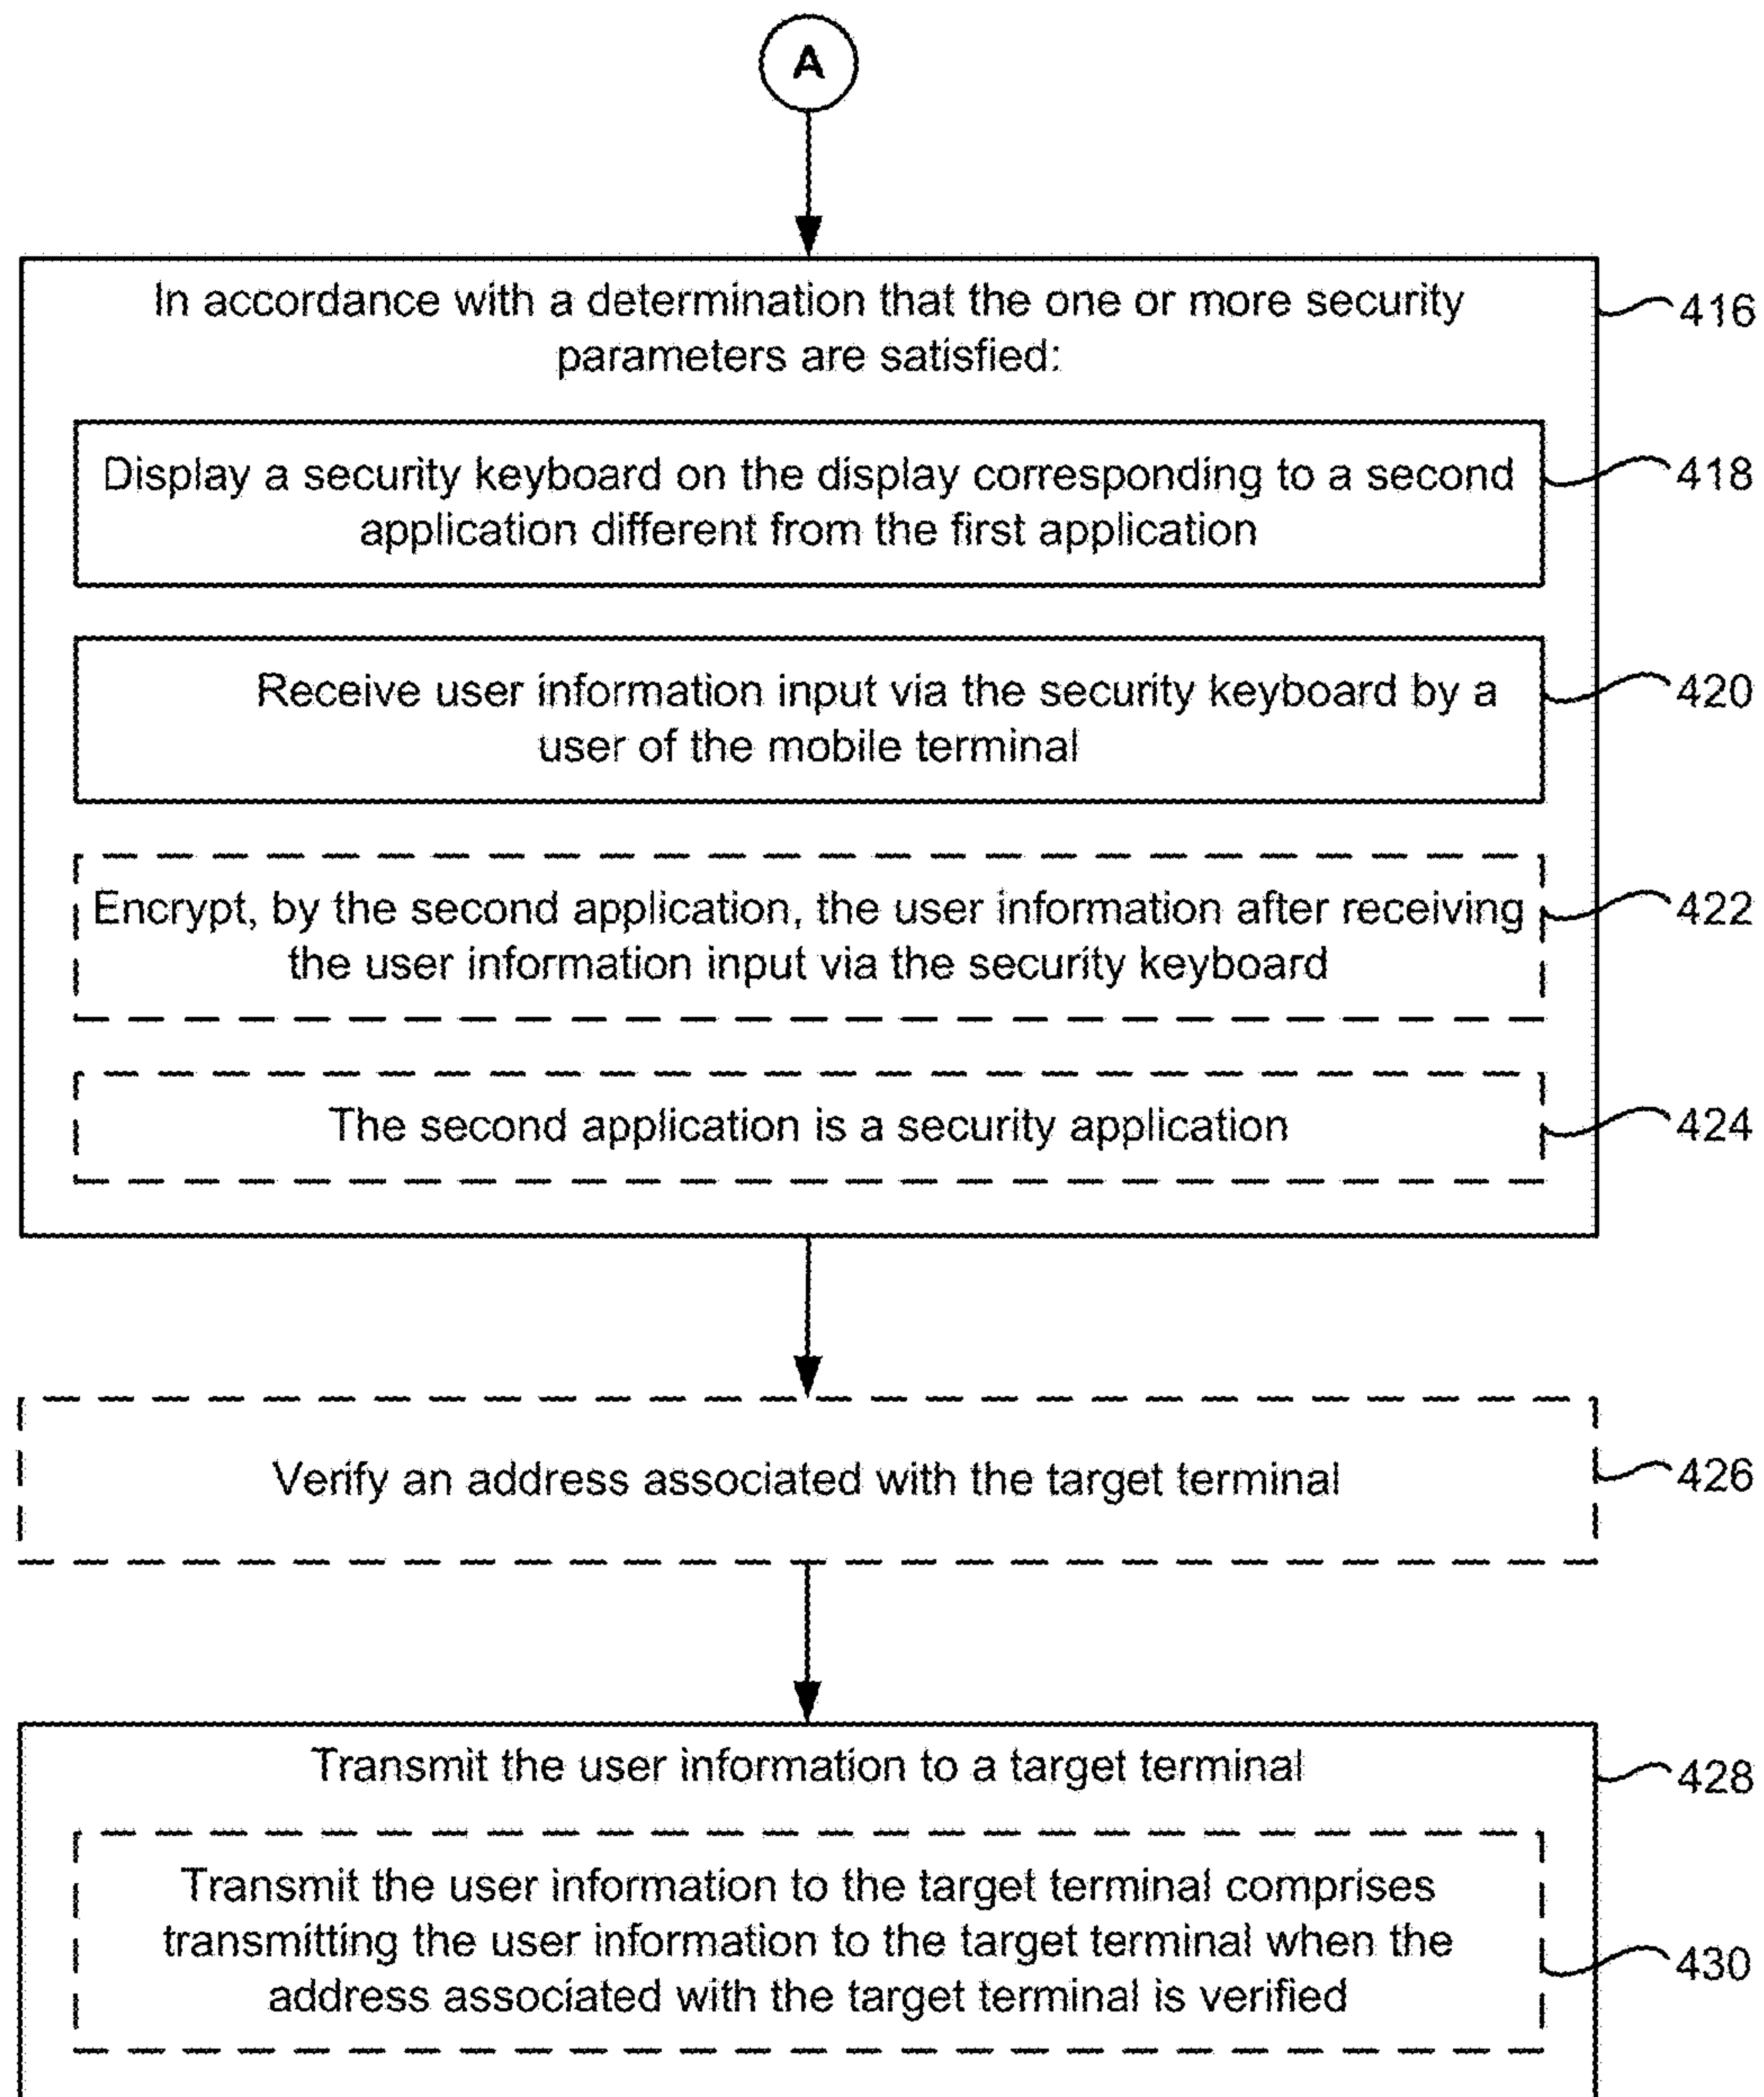 A
In accordance with a determination that the one or more security
parameters are satisfied:
416
Display a security keyboard on the display corresponding to a second
application different from the first application
418
Receive user information input via the security keyboard by a
user of the mobile terminal
420
Encrypt, by the second application, the user information after receiving
the user information input via the security keyboard
422
The second application is a security application
424
Verify an address associated with the target terminal
426
Transmit the user information to a target terminal
428
Transmit the user information to the target terminal comprises
transmitting the user information to the target terminal when the
address associated with the target terminal is verified
430